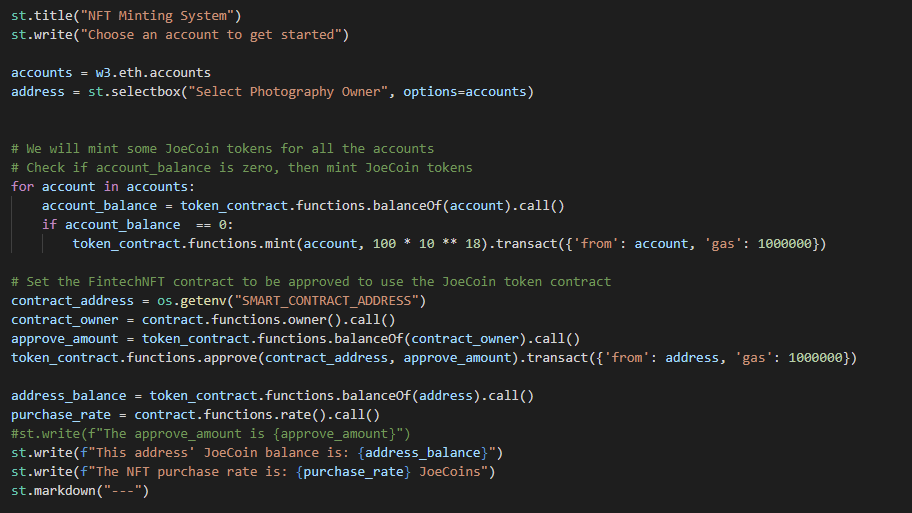 st.title("NFT Minting System")
st.write("Choose an account to get started")
accounts = w3.eth.accounts
address = st.selectbox("Select Photography Owner", options=accounts)
# We will mint some JoeCoin tokens for all the accounts
# Check if account_balance is zero, then mint JoeCoin tokens
for account in accounts:
    account_balance = token_contract.functions.balanceOf(account).call()
    if account_balance  == 0:
        token_contract.functions.mint(account, 100 * 10 ** 18).transact({'from': account, 'gas': 1000000})
# Set the FintechNFT contract to be approved to use the JoeCoin token contract
contract_address = os.getenv("SMART_CONTRACT_ADDRESS")
contract_owner = contract.functions.owner().call()
approve_amount = token_contract.functions.balanceOf(contract_owner).call()
token_contract.functions.approve(contract_address, approve_amount).transact({'from': address, 'gas': 1000000})
address_balance = token_contract.functions.balanceOf(address).call()
purchase_rate = contract.functions.rate().call()
#st.write(f"The approve_amount is {approve_amount}")
st.write(f"This address' JoeCoin balance is: {address_balance}")
st.write(f"The NFT purchase rate is: {purchase_rate} JoeCoins")
st.markdown("---")